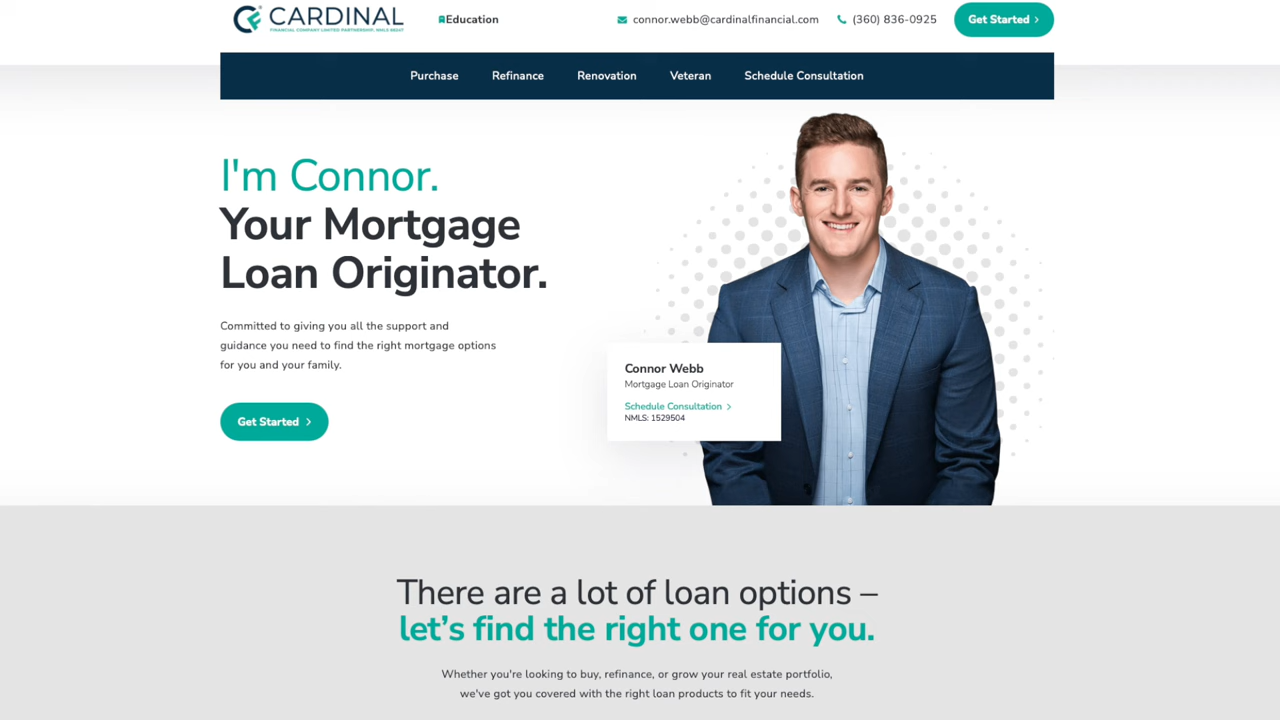 CARDINAL
FINANCIAL COMPANY LIMITED PARTNERSHIP, NMLS 66247
Education
connor.webb@cardinalfinancial.com
(360) 836-0925
Get Started
Purchase
Refinance
Renovation
Veteran
Schedule Consultation
I'm Connor.
Your Mortgage
Loan Originator.
Committed to giving you all the support and
guidance you need to find the right mortgage options
for you and your family.
Get Started
Connor Webb
Mortgage Loan Originator
Schedule Consultation
NMLS: 1529504
There are a lot of loan options –
let's find the right one for you.
Whether you're looking to buy, refinance, or grow your real estate portfolio,
we've got you covered with the right loan products to fit your needs.